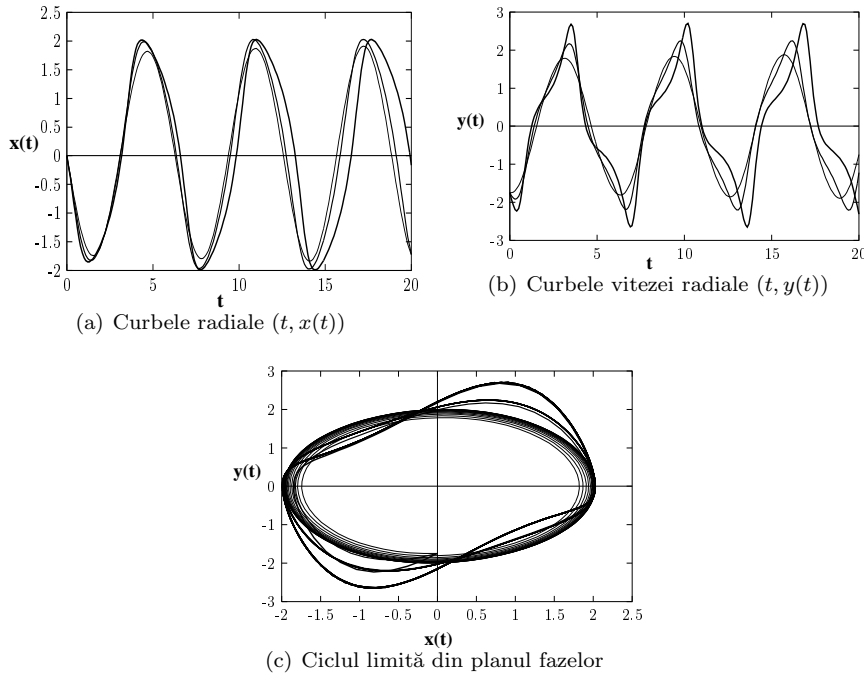 2.5
2
1.5
1
0.5
0
-0.5
-1
-1.5
-2
x(t)
0 5 10 15 20
t
(a) Curbele radiale (t, x(t))
3
2
1
0
-1
-2
-3
y(t)
0 5 10 15 20
t
(b) Curbele vitezei radiale (t, y(t))
3
2
1
0
-1
-2
-3
y(t)
-2 -1.5 -1 -0.5 0 0.5 1 1.5 2 2.5
x(t)
(c) Ciclul limită din planul fazelor